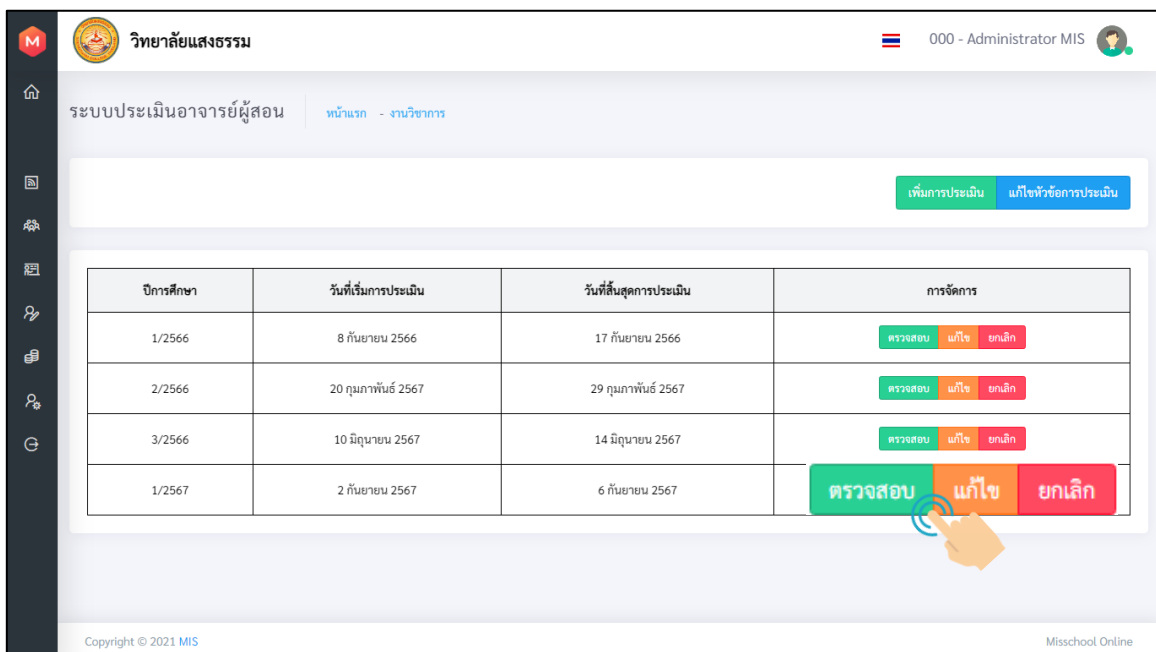 M วิทยาลัยแสงธรรม 000 - Administrator MIS
ระบบประเมินอาจารย์ผู้สอน หน้าแรก - งานวิชาการ
เพิ่มการประเมิน แก้ไขหัวข้อการประเมิน
ปีการศึกษา วันที่เริ่มการประเมิน วันที่สิ้นสุดการประเมิน การจัดการ
1/2566 8 กันยายน 2566 17 กันยายน 2566 ตรวจสอบ แก้ไข ยกเลิก
2/2566 20 กุมภาพันธ์ 2567 29 กุมภาพันธ์ 2567 ตรวจสอบ แก้ไข ยกเลิก
3/2566 10 มิถุนายน 2567 14 มิถุนายน 2567 ตรวจสอบ แก้ไข ยกเลิก
1/2567 2 กันยายน 2567 6 กันยายน 2567 ตรวจสอบ แก้ไข ยกเลิก
Copyright © 2021 MIS Misschool Online